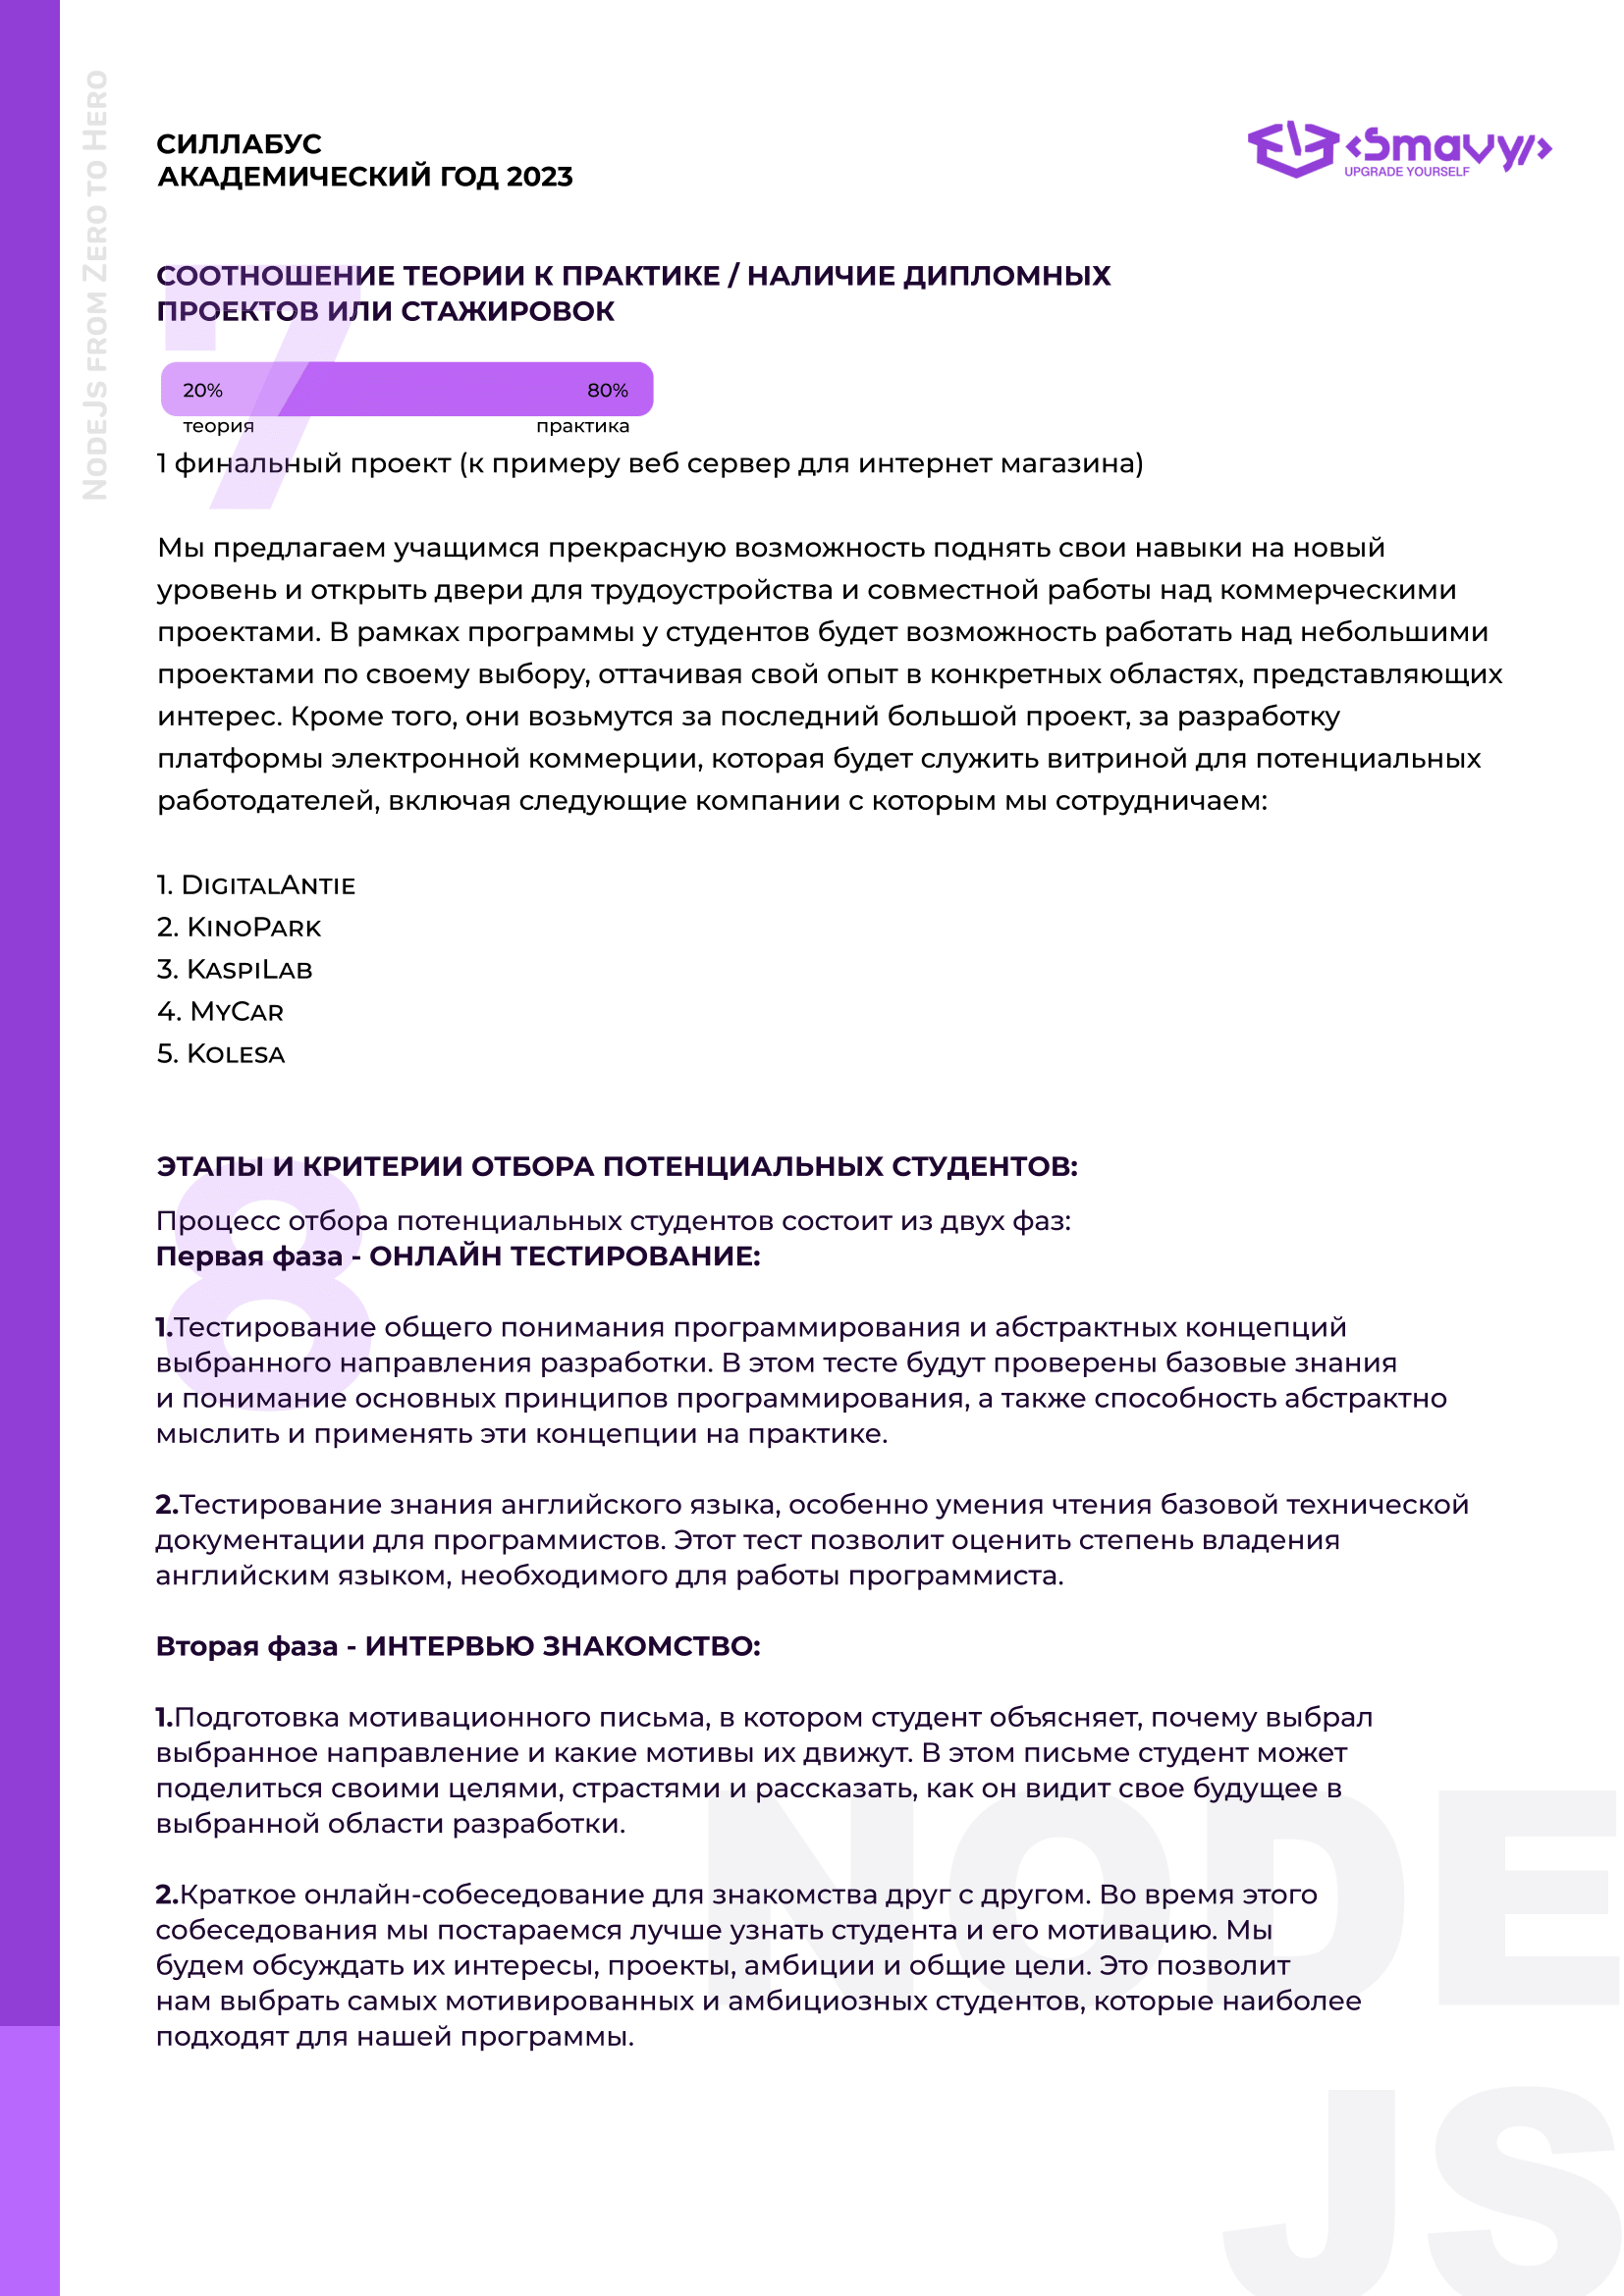 NodeJs from Zero to Hero
СИЛЛАБУС
АКАДЕМИЧЕСКИЙ ГОД 2023
<Smavy/>
UPGRADE YOURSELF
7
СООТНОШЕНИЕ ТЕОРИИ К ПРАКТИКЕ / НАЛИЧИЕ ДИПЛОМНЫХ
ПРОЕКТОВ ИЛИ СТАЖИРОВОК
20% 80%
теория практика
1 финальный проект (к примеру веб сервер для интернет магазина)
Мы предлагаем учащимся прекрасную возможность поднять свои навыки на новый
уровень и открыть двери для трудоустройства и совместной работы над коммерческими
проектами. В рамках программы у студентов будет возможность работать над небольшими
проектами по своему выбору, оттачивая свой опыт в конкретных областях, представляющих
интерес. Кроме того, они возьмутся за последний большой проект, за разработку
платформы электронной коммерции, которая будет служить витриной для потенциальных
работодателей, включая следующие компании с которым мы сотрудничаем:
1. DigitalAntie
2. KinoPark
3. KaspiLab
4. MyCar
5. Kolesa
8
ЭТАПЫ И КРИТЕРИИ ОТБОРА ПОТЕНЦИАЛЬНЫХ СТУДЕНТОВ:
Процесс отбора потенциальных студентов состоит из двух фаз:
Первая фаза - ОНЛАЙН ТЕСТИРОВАНИЕ:
1.Тестирование общего понимания программирования и абстрактных концепций
выбранного направления разработки. В этом тесте будут проверены базовые знания
и понимание основных принципов программирования, а также способность абстрактно
мыслить и применять эти концепции на практике.
2.Тестирование знания английского языка, особенно умения чтения базовой технической
документации для программистов. Этот тест позволит оценить степень владения
английским языком, необходимого для работы программиста.
Вторая фаза - ИНТЕРВЬЮ ЗНАКОМСТВО:
1.Подготовка мотивационного письма, в котором студент объясняет, почему выбрал
выбранное направление и какие мотивы их движут. В этом письме студент может
поделиться своими целями, страстями и рассказать, как он видит свое будущее в
выбранной области разработки.
2.Краткое онлайн-собеседование для знакомства друг с другом. Во время этого
собеседования мы постараемся лучше узнать студента и его мотивацию. Мы
будем обсуждать их интересы, проекты, амбиции и общие цели. Это позволит
нам выбрать самых мотивированных и амбициозных студентов, которые наиболее
подходят для нашей программы.
NODE
JS